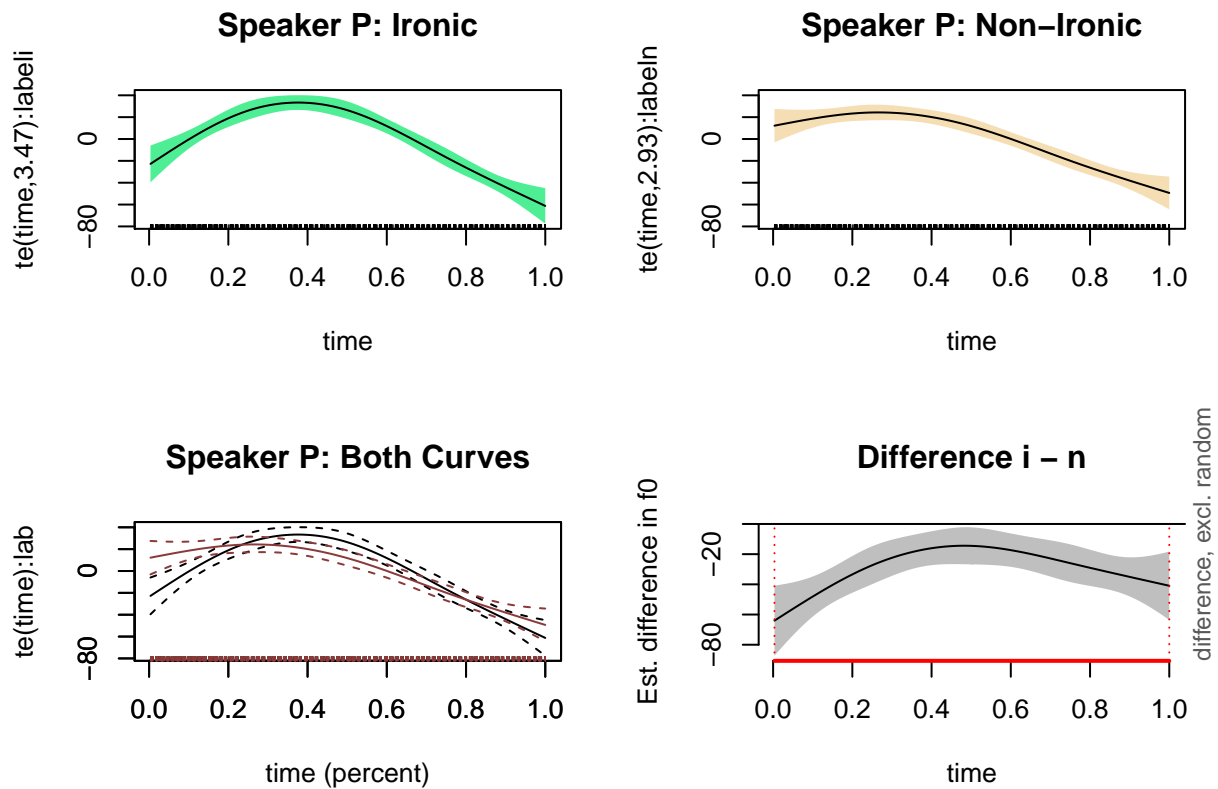 Speaker P: Ironic
te(time,3.47):labeli
0
−80
0.0 0.2 0.4 0.6 0.8 1.0
time
Speaker P: Non−Ironic
te(time,2.93):labeln
0
−80
0.0 0.2 0.4 0.6 0.8 1.0
time
Speaker P: Both Curves
te(time):lab
0
−80
0.0 0.2 0.4 0.6 0.8 1.0
time (percent)
Difference i − n
Est. difference in f0
−20
−80
0.0 0.2 0.4 0.6 0.8 1.0
time
difference, excl. random